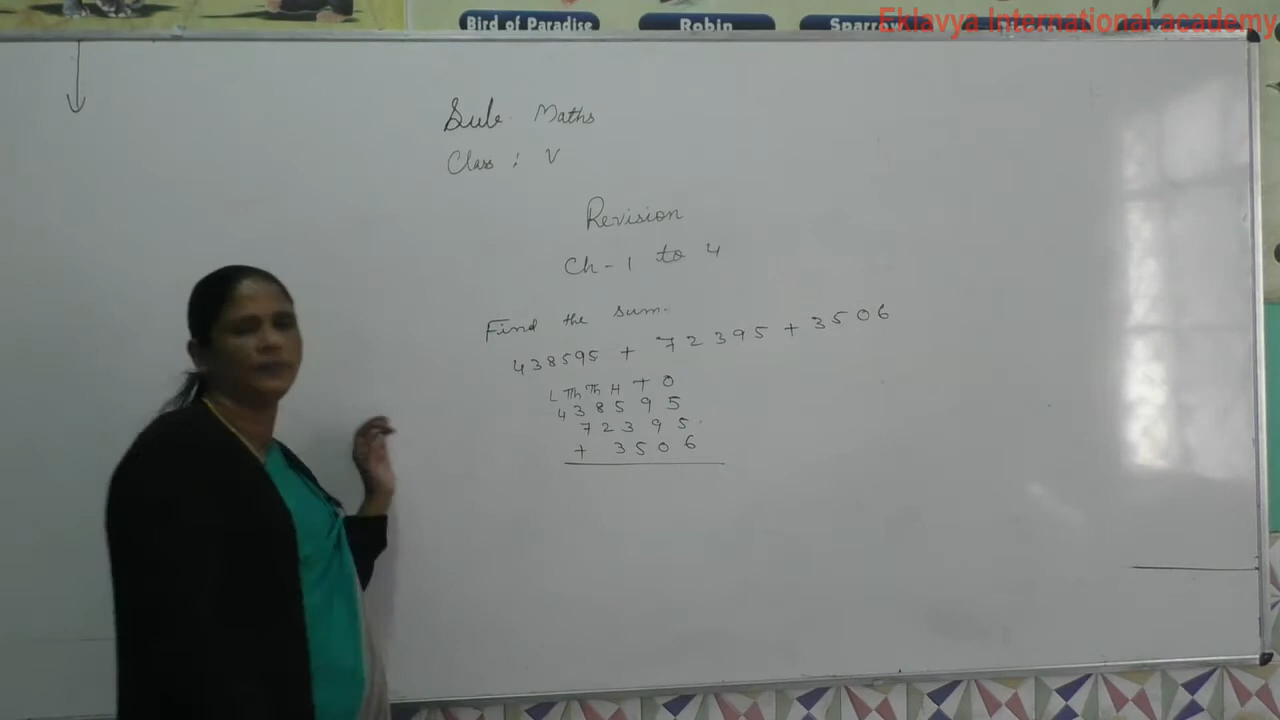 Bird of Paradise Robin Sparrow
Eklavya International academy
Sub. Maths
Class : V
Revision
Ch-1 to 4
Find the sum.
438595 + 72395 + 3506
L TTh Th H T O
4 3 8 5 9 5
7 2 3 9 5
+ 3 5 0 6